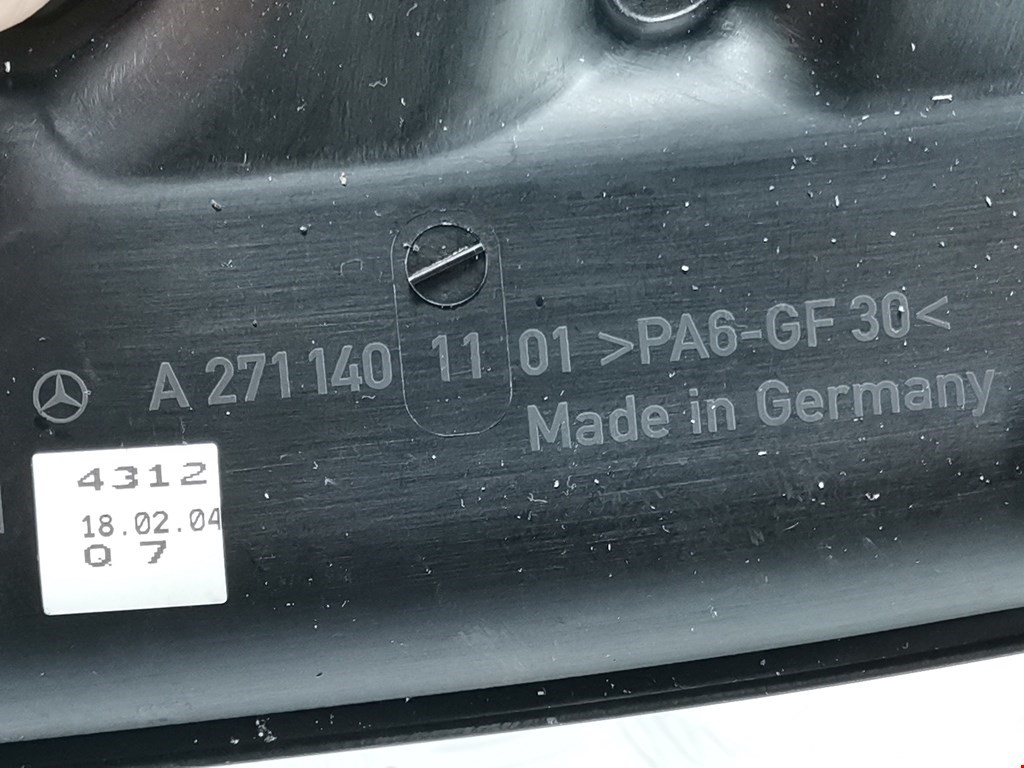 A 271 140 11 01 >PA6-GF 30<
Made in Germany
4312
18.02.04
Q 7